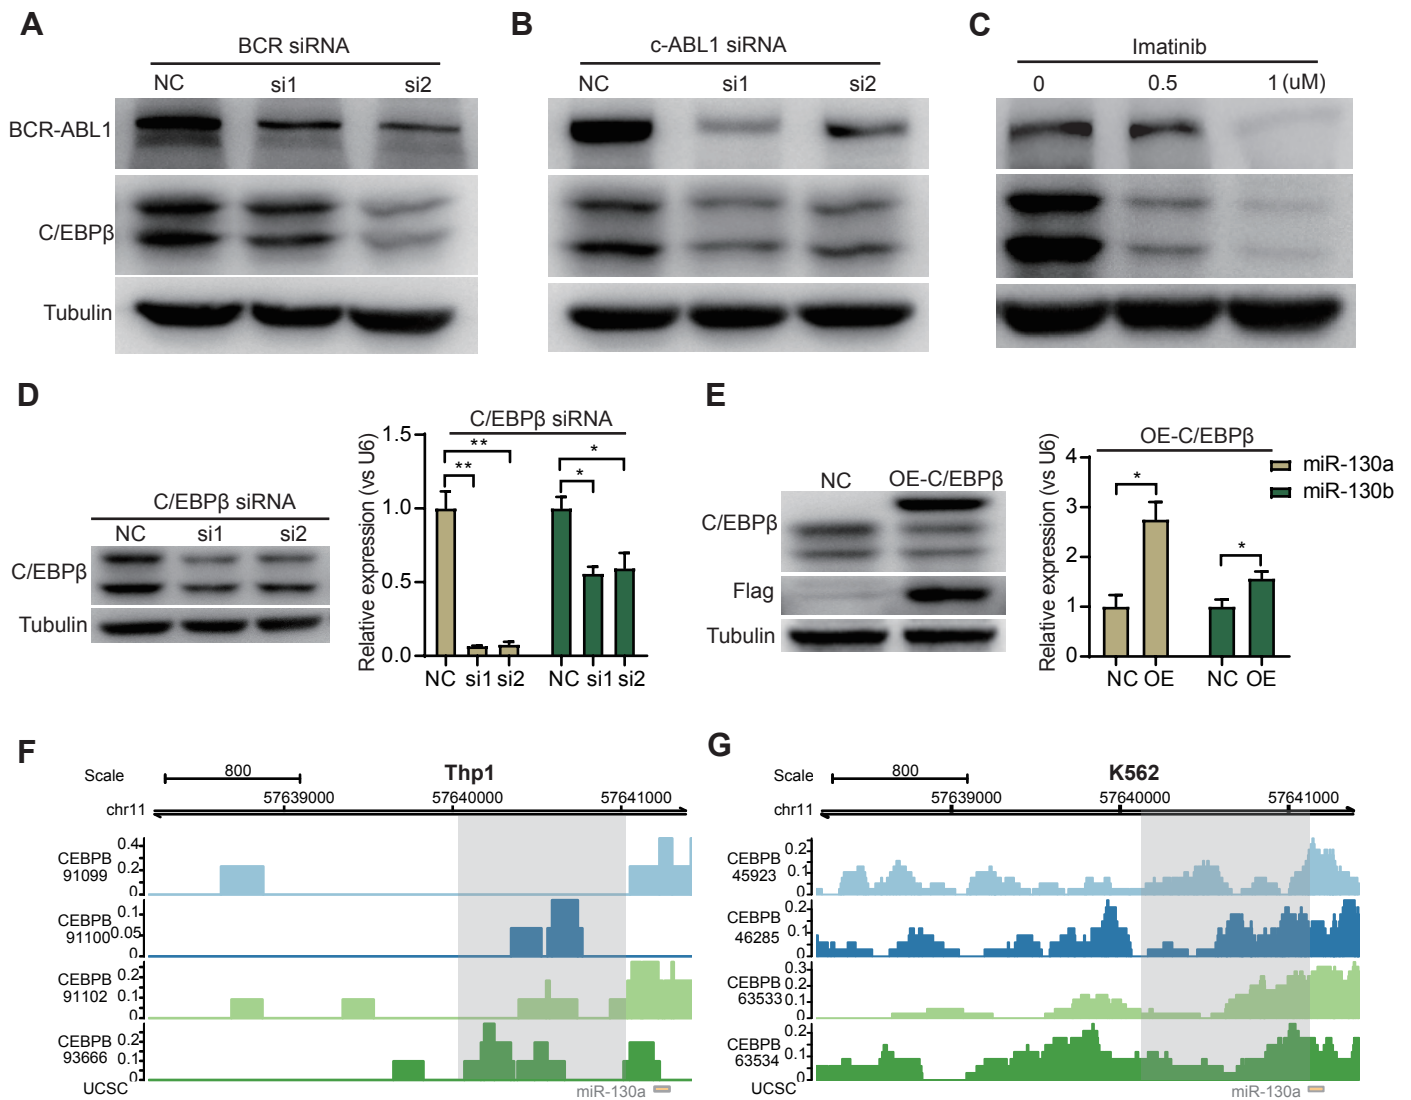 A
BCR siRNA
NC si1 si2
BCR-ABL1
C/EBPβ
Tubulin
B
c-ABL1 siRNA
NC si1 si2
C
Imatinib
0 0.5 1 (uM)
D
C/EBPβ siRNA
NC si1 si2
C/EBPβ
Tubulin
C/EBPβ siRNA
Relative expression (vs U6)
1.5
1.0
0.5
0.0
** ** * *
NC si1 si2 NC si1 si2
E
NC OE-C/EBPβ
C/EBPβ
Flag
Tubulin
OE-C/EBPβ
Relative expression (vs U6)
4
3
2
1
0
* *
NC OE NC OE
miR-130a
miR-130b
F
Scale 800 Thp1
chr11 57639000 57640000 57641000
CEBPB 91099 0.4 0.2 0
CEBPB 91100 0.1 0.05 0
CEBPB 91102 0.2 0.1 0
CEBPB 93666 0.2 0.1 0
UCSC miR-130a
G
Scale 800 K562
chr11 57639000 57640000 57641000
CEBPB 45923 0.2 0.1 0
CEBPB 46285 0.2 0.1 0
CEBPB 63533 0.3 0.2 0.1 0
CEBPB 63534 0.2 0.1 0
UCSC miR-130a